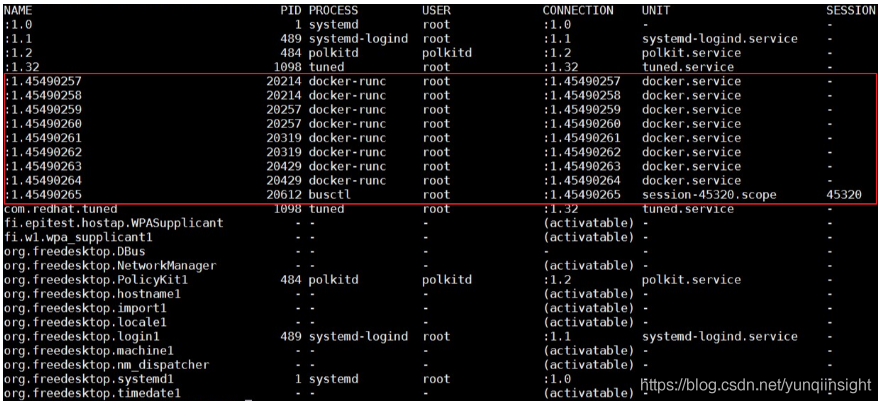 NAME PID PROCESS USER CONNECTION UNIT SESSION
:1.0 1 systemd root :1.0 - -
:1.1 489 systemd-logind root :1.1 systemd-logind.service -
:1.2 484 polkitd polkitd :1.2 polkit.service -
:1.32 1098 tuned root :1.32 tuned.service -
:1.45490257 20214 docker-runc root :1.45490257 docker.service -
:1.45490258 20214 docker-runc root :1.45490258 docker.service -
:1.45490259 20257 docker-runc root :1.45490259 docker.service -
:1.45490260 20257 docker-runc root :1.45490260 docker.service -
:1.45490261 20319 docker-runc root :1.45490261 docker.service -
:1.45490262 20319 docker-runc root :1.45490262 docker.service -
:1.45490263 20429 docker-runc root :1.45490263 docker.service -
:1.45490264 20429 docker-runc root :1.45490264 docker.service -
:1.45490265 20612 busctl root :1.45490265 session-45320.scope 45320
com.redhat.tuned 1098 tuned root :1.32 tuned.service -
fi.epitest.hostap.WPASupplicant - - - (activatable) -
fi.w1.wpa_supplicant1 - - - (activatable) -
org.freedesktop.DBus - - - - -
org.freedesktop.NetworkManager - - - (activatable) -
org.freedesktop.PolicyKit1 484 polkitd polkitd :1.2 polkit.service -
org.freedesktop.hostname1 - - - (activatable) -
org.freedesktop.import1 - - - (activatable) -
org.freedesktop.locale1 - - - (activatable) -
org.freedesktop.login1 489 systemd-logind root :1.1 systemd-logind.service -
org.freedesktop.machine1 - - - (activatable) -
org.freedesktop.nm_dispatcher - - - (activatable) -
org.freedesktop.systemd1 1 systemd root :1.0 - -
org.freedesktop.timedate1 - - - (activatable) -
https://blog.csdn.net/yunqiinsight